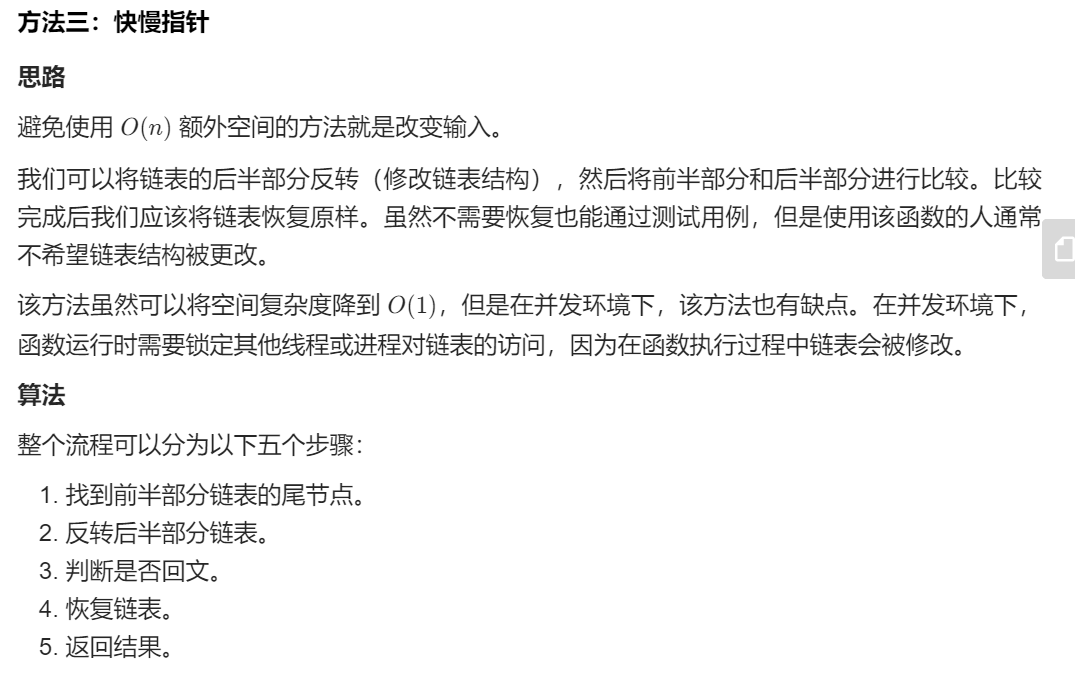 方法三：快慢指针
思路
避免使用 O(n) 额外空间的方法就是改变输入。
我们可以将链表的后半部分反转（修改链表结构），然后将前半部分和后半部分进行比较。比较
完成后我们应该将链表恢复原样。虽然不需要恢复也能通过测试用例，但是使用该函数的人通常
不希望链表结构被更改。
该方法虽然可以将空间复杂度降到 O(1)，但是在并发环境下，该方法也有缺点。在并发环境下，
函数运行时需要锁定其他线程或进程对链表的访问，因为在函数执行过程中链表会被修改。
算法
整个流程可以分为以下五个步骤：
1. 找到前半部分链表的尾节点。
2. 反转后半部分链表。
3. 判断是否回文。
4. 恢复链表。
5. 返回结果。